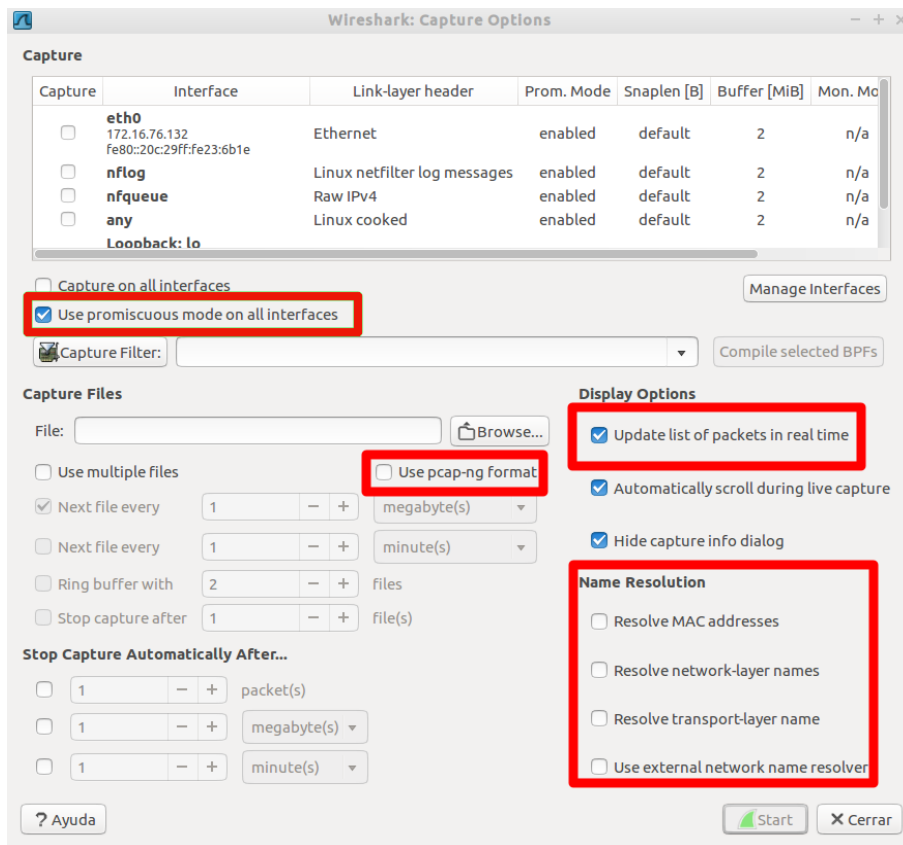 Wireshark: Capture Options
Capture
Capture Interface Link-layer header Prom. Mode Snaplen [B] Buffer [MiB] Mon. Mo
eth0
172.16.76.132 Ethernet enabled default 2 n/a
fe80::20c:29ff:fe23:6b1e
nflog Linux netfilter log messages enabled default 2 n/a
nfqueue Raw IPv4 enabled default 2 n/a
any Linux cooked enabled default 2 n/a
Loopback: lo
Capture on all interfaces
Manage Interfaces
Use promiscuous mode on all interfaces
Capture Filter: Compile selected BPFs
Capture Files
Display Options
File: Browse...
Update list of packets in real time
Use multiple files Use pcap-ng format
Automatically scroll during live capture
Next file every 1 − + megabyte(s)
Next file every 1 − + minute(s)
Hide capture info dialog
Ring buffer with 2 − + files
Name Resolution
Stop capture after 1 − + file(s)
Resolve MAC addresses
Stop Capture Automatically After...
Resolve network-layer names
1 − + packet(s)
1 − + megabyte(s)
Resolve transport-layer name
1 − + minute(s)
Use external network name resolver
? Ayuda Start Cerrar